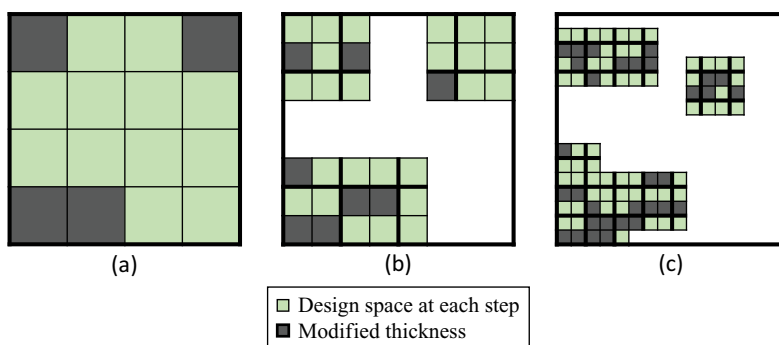 (a)
(b)
(c)
Design space at each step
Modified thickness